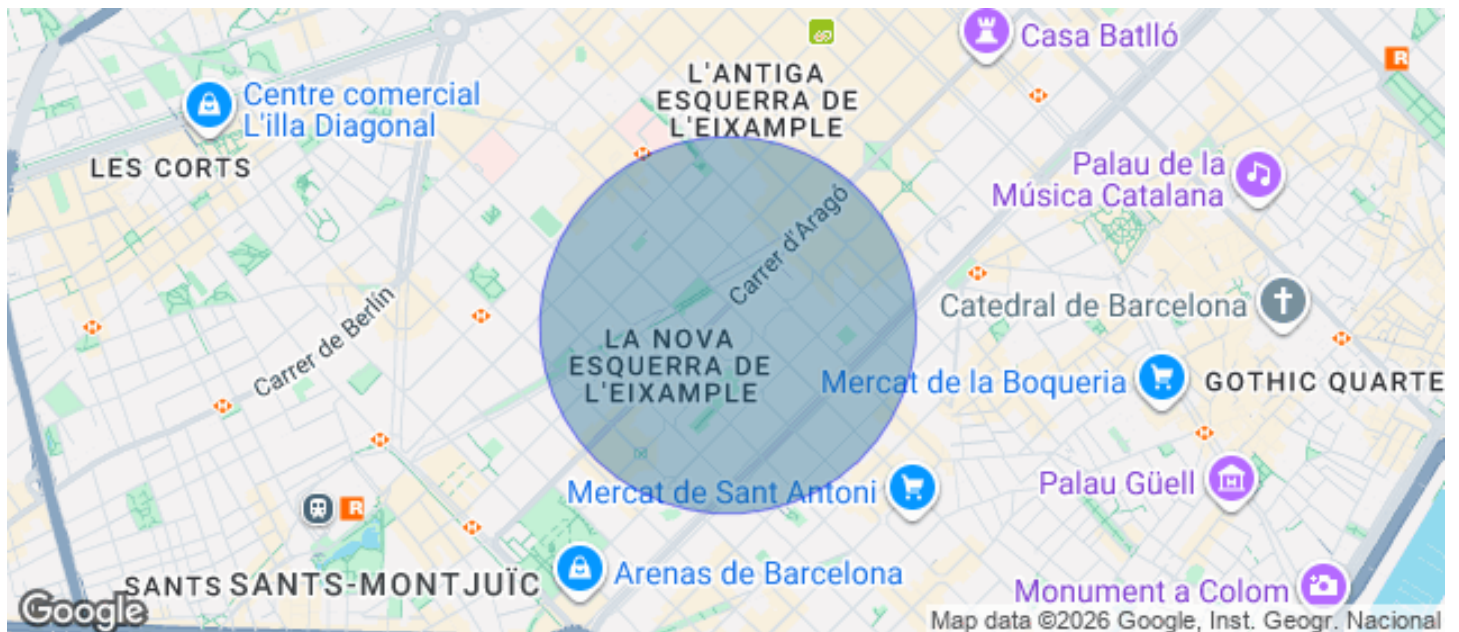 Casa Batlló
L'ANTIGA
ESQUERRA DE
L'EIXAMPLE
Centre comercial
L'illa Diagonal
LES CORTS
Palau de la
Música Catalana
Carrer d'Aragó
Catedral de Barcelona
Carrer de Berlín
LA NOVA
ESQUERRA DE
L'EIXAMPLE
Mercat de la Boqueria
GOTHIC QUARTE
Mercat de Sant Antoni
Palau Güell
SANTS
SANTS-MONTJUÏC
Arenas de Barcelona
Monument a Colom
Google
Map data ©2026 Google, Inst. Geogr. Nacional